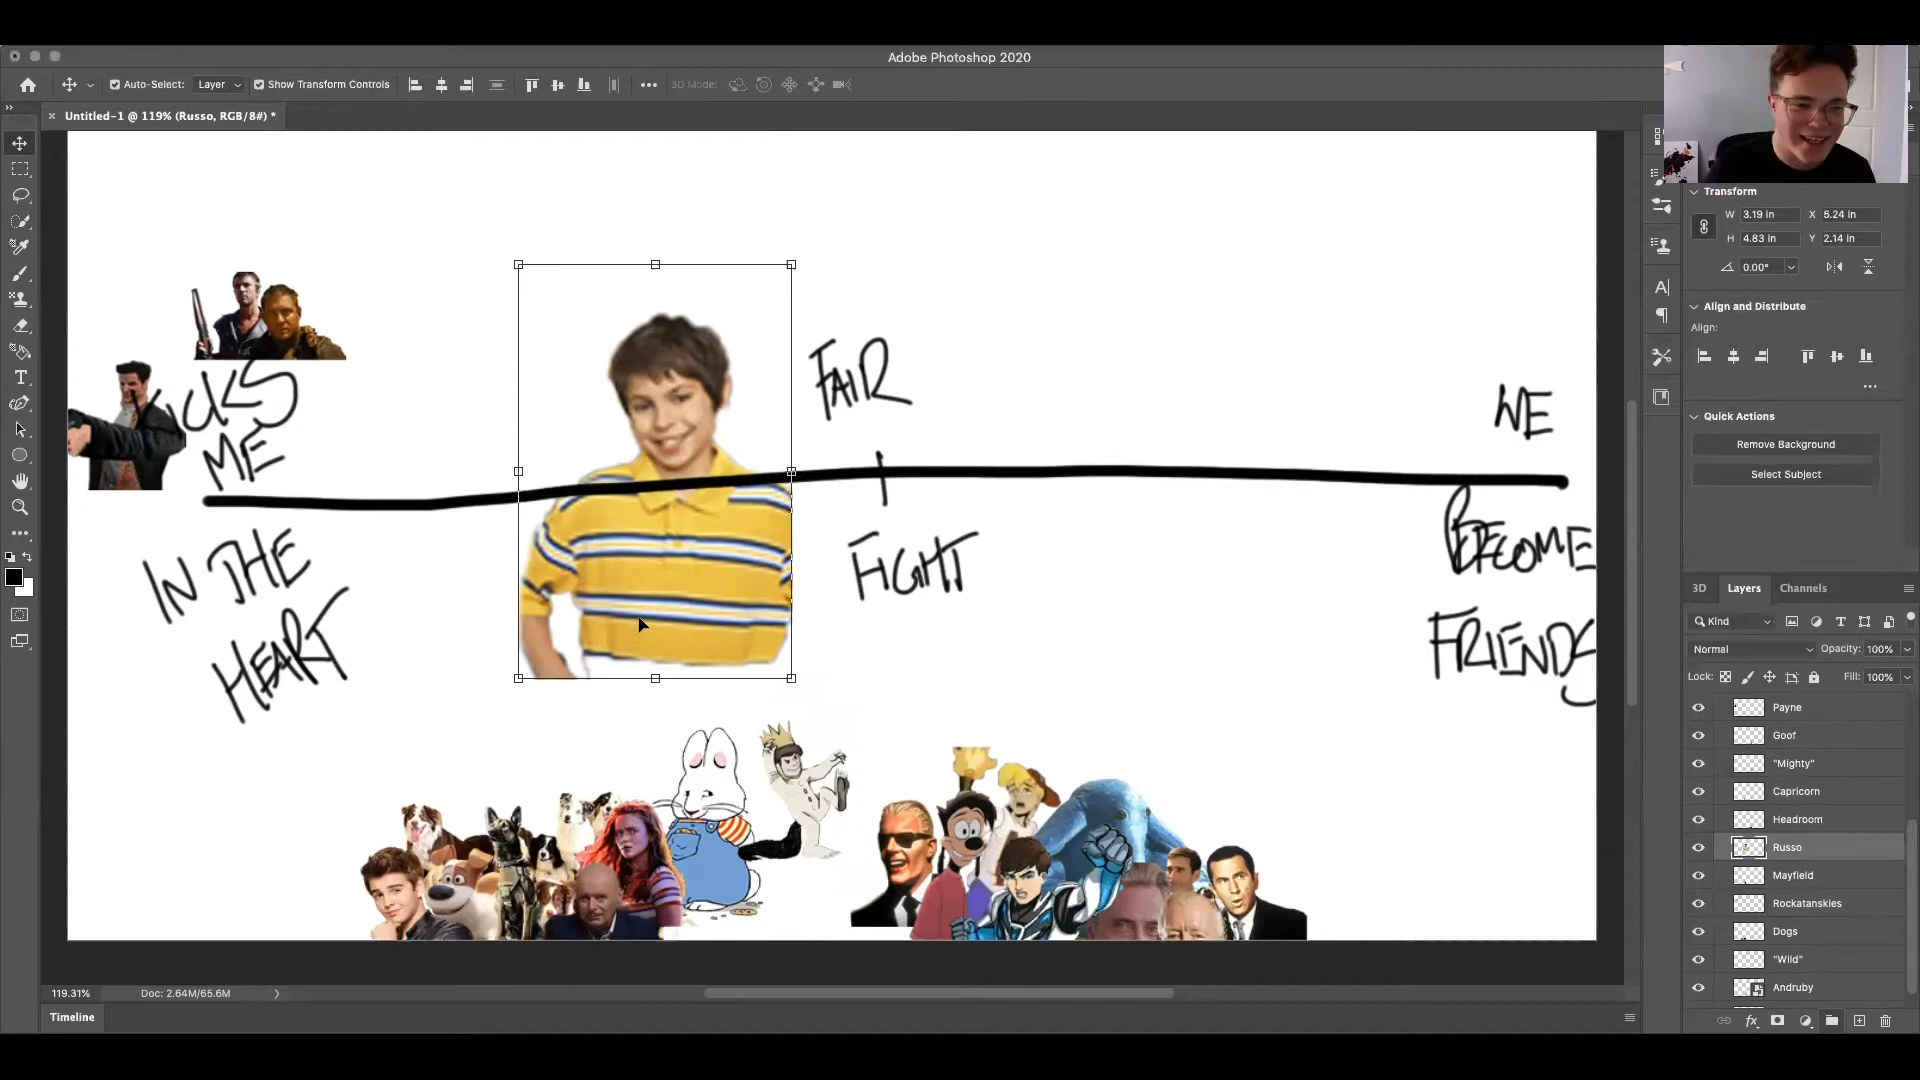 Adobe Photoshop 2020
Auto-Select: Layer Show Transform Controls 3D Mode:
Untitled-1 @ 119% (Russo, RGB/8#) *
Transform
W 3.19 in X 5.24 in
H 4.83 in Y 2.14 in
0.00°
Align and Distribute
Align:
Quick Actions
Remove Background
Select Subject
ME
IN THE
HEART
FAIR
FIGHT
WE
BECOME
FRIENDS
3D Layers Channels
Kind
Normal Opacity: 100%
Lock: Fill: 100%
Payne
Goof
"Mighty"
Capricorn
Headroom
Russo
Mayfield
Rockatanskies
Dogs
"Wild"
Andruby
119.31% Doc: 2.64M/65.6M
Timeline